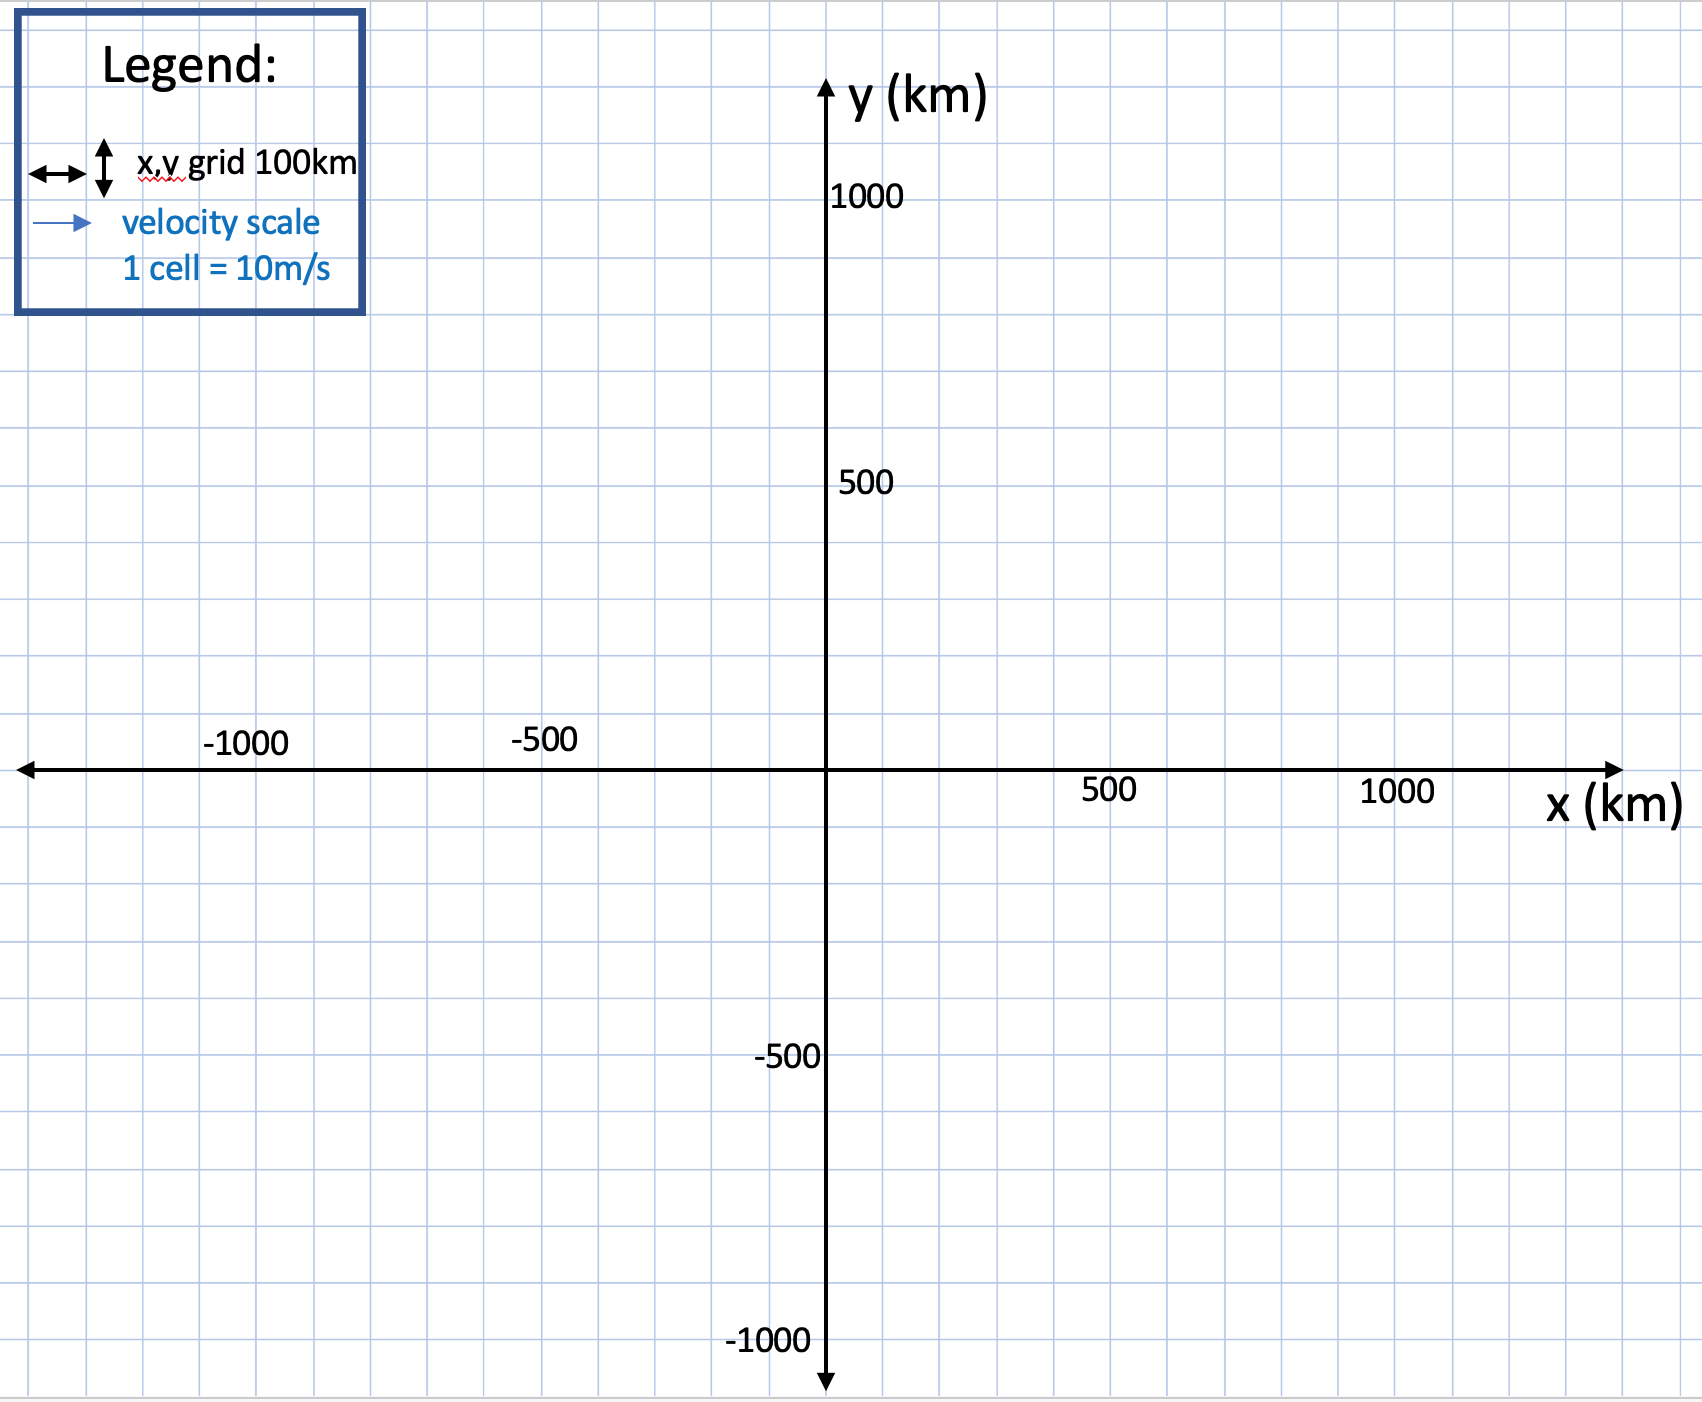 Legend:
x,y grid 100km
velocity scale
1 cell = 10m/s
y (km)
1000
500
-1000
-500
500
1000
x (km)
-500
-1000